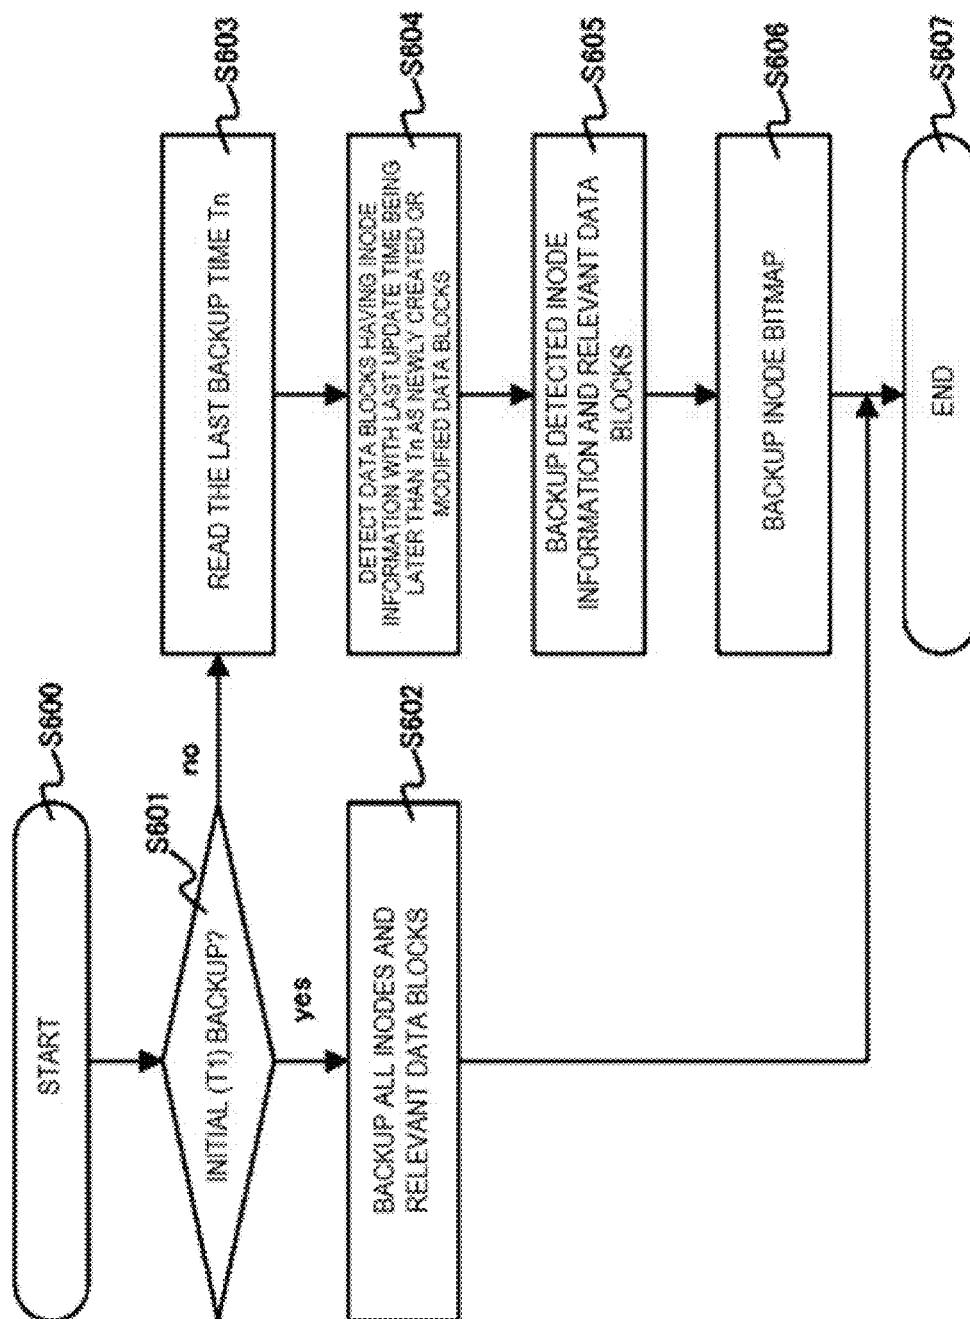 START
S600
INITIAL (T1) BACKUP?
S601
no
yes
BACKUP ALL INODES AND
RELEVANT DATA BLOCKS
S602
READ THE LAST BACKUP TIME Tn
S603
DETECT DATA BLOCKS HAVING INODE
INFORMATION WITH LAST UPDATE TIME BEING
LATER THAN Tn AS NEWLY CREATED OR
MODIFIED DATA BLOCKS
S604
BACKUP DETECTED INODE
INFORMATION AND RELEVANT DATA
BLOCKS
S605
BACKUP INODE BITMAP
S606
END
S607